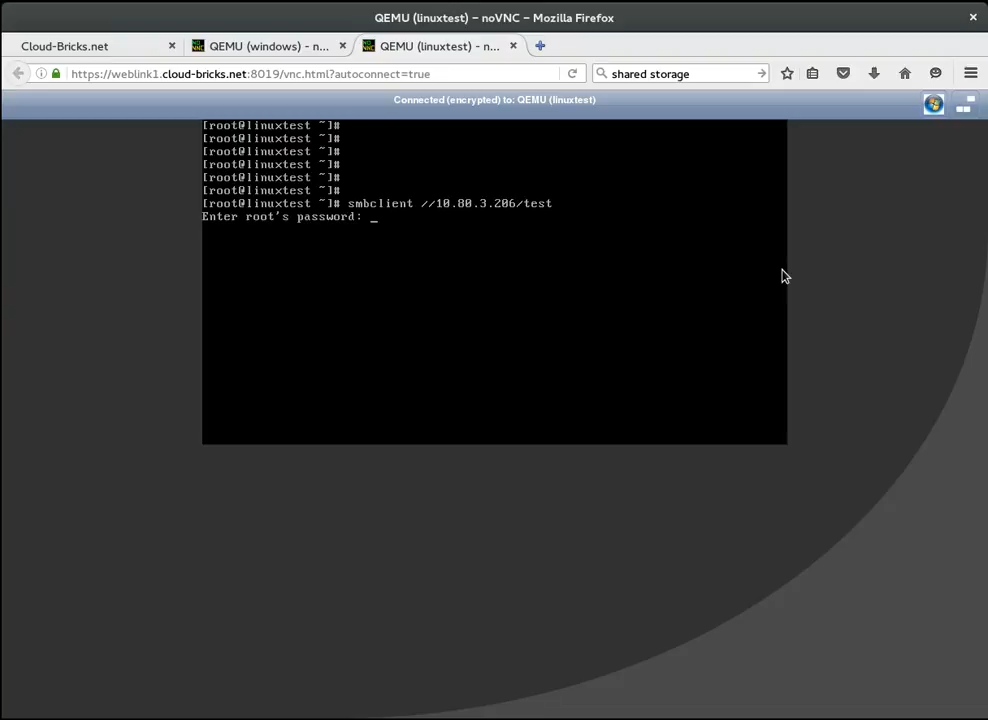 QEMU (linuxtest) – noVNC – Mozilla Firefox
Cloud-Bricks.net
QEMU (windows) - n...
QEMU (linuxtest) - n...
https://weblink1.cloud-bricks.net:8019/vnc.html?autoconnect=true
shared storage
Connected (encrypted) to: QEMU (linuxtest)
[root@linuxtest ~]#
[root@linuxtest ~]#
[root@linuxtest ~]#
[root@linuxtest ~]#
[root@linuxtest ~]#
[root@linuxtest ~]#
[root@linuxtest ~]# smbclient //10.80.3.206/test
Enter root's password: _